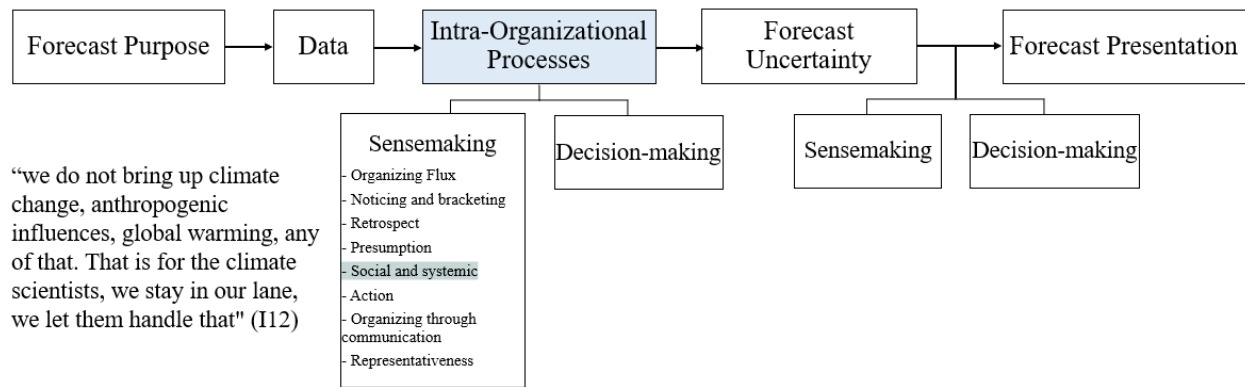 Forecast Purpose
Data
Intra-Organizational
Processes
Forecast
Uncertainty
Forecast Presentation
Sensemaking
- Organizing Flux
- Noticing and bracketing
- Retrospect
- Presumption
- Social and systemic
- Action
- Organizing through
communication
- Representativeness
Decision-making
Sensemaking
Decision-making
“we do not bring up climate
change, anthropogenic
influences, global warming, any
of that. That is for the climate
scientists, we stay in our lane,
we let them handle that" (I12)